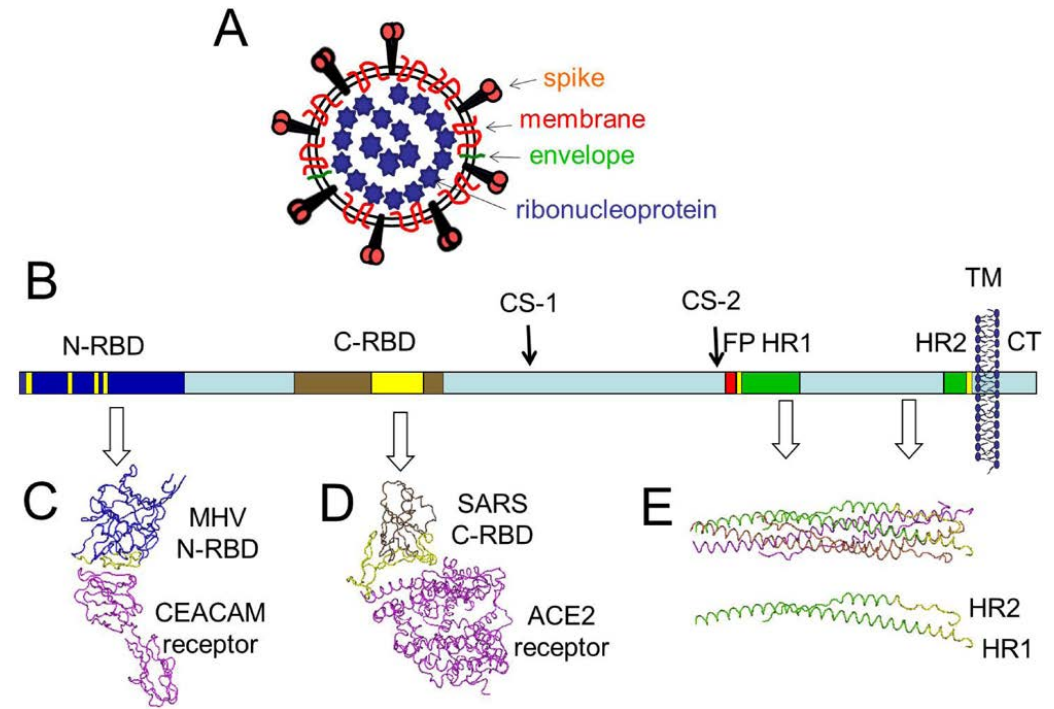 A
spike
membrane
envelope
ribonucleoprotein
B
TM
CS-1
CS-2
N-RBD
C-RBD
FP HR1
HR2
CT
C
MHV
N-RBD
CEACAM
receptor
D
SARS
C-RBD
ACE2
receptor
E
HR2
HR1